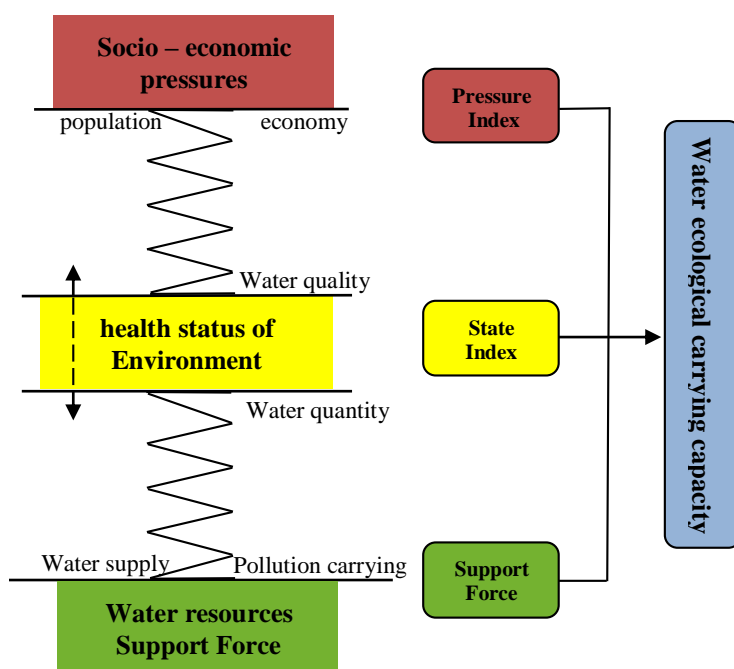 Socio – economic
pressures
population
economy
Water quality
health status of
Environment
Water quantity
Water supply
Pollution carrying
Water resources
Support Force
Pressure
Index
State
Index
Support
Force
Water ecological carrying capacity